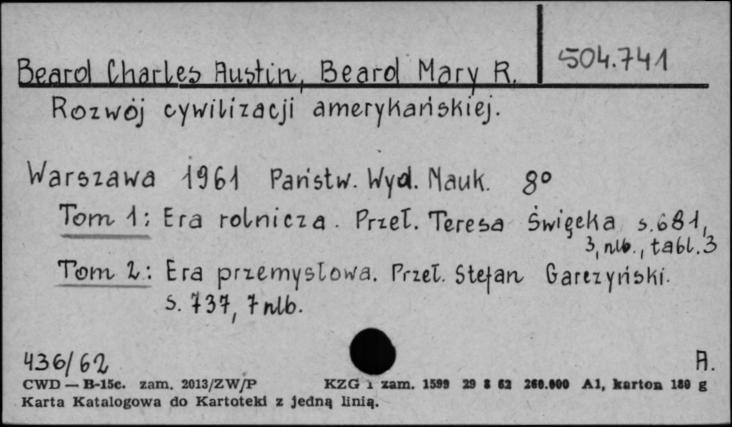 504.741
Beard Charles Austin, Beard Mary R.
Rozwój cywilizacji amerykańskiej.
Warszawa 1961 Państw. Wyd. Nauk. 8º
Tom 1: Era rolnicza. Przeł. Teresa Święcka s.681,
3 nlb., tabl.3
Tom 2.: Era przemysłowa. Przeł. Stefan Garczyński.
s. 737, 7 nlb.
436/62 A.
CWD — B-15c. zam. 2013/ZW/P KZG 1 zam. 1599 29 8 62 260.000 A1, karton 180 g
Karta Katalogowa do Kartoteki z jedną linią.